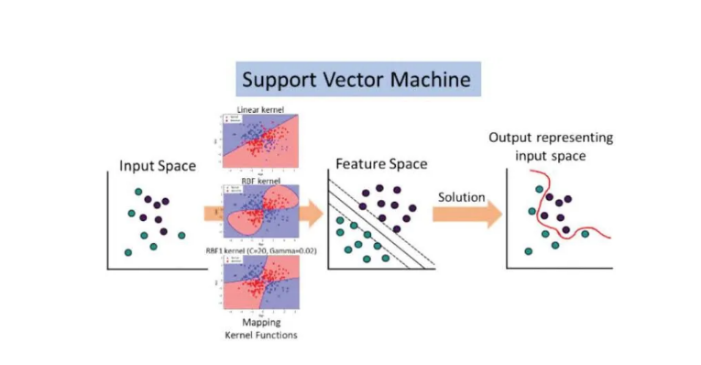 Support Vector Machine
Linear kernel
Input Space
RBF kernel
RBF1 kernel (C=20, Gamma=0.02)
Mapping
Kernel Functions
Feature Space
Solution
Output representing
input space